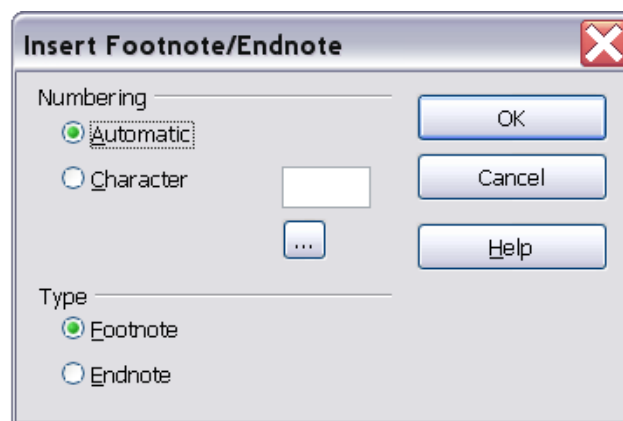 Insert Footnote/Endnote
Numbering
Automatic
Character
...
Type
Footnote
Endnote
OK
Cancel
Help